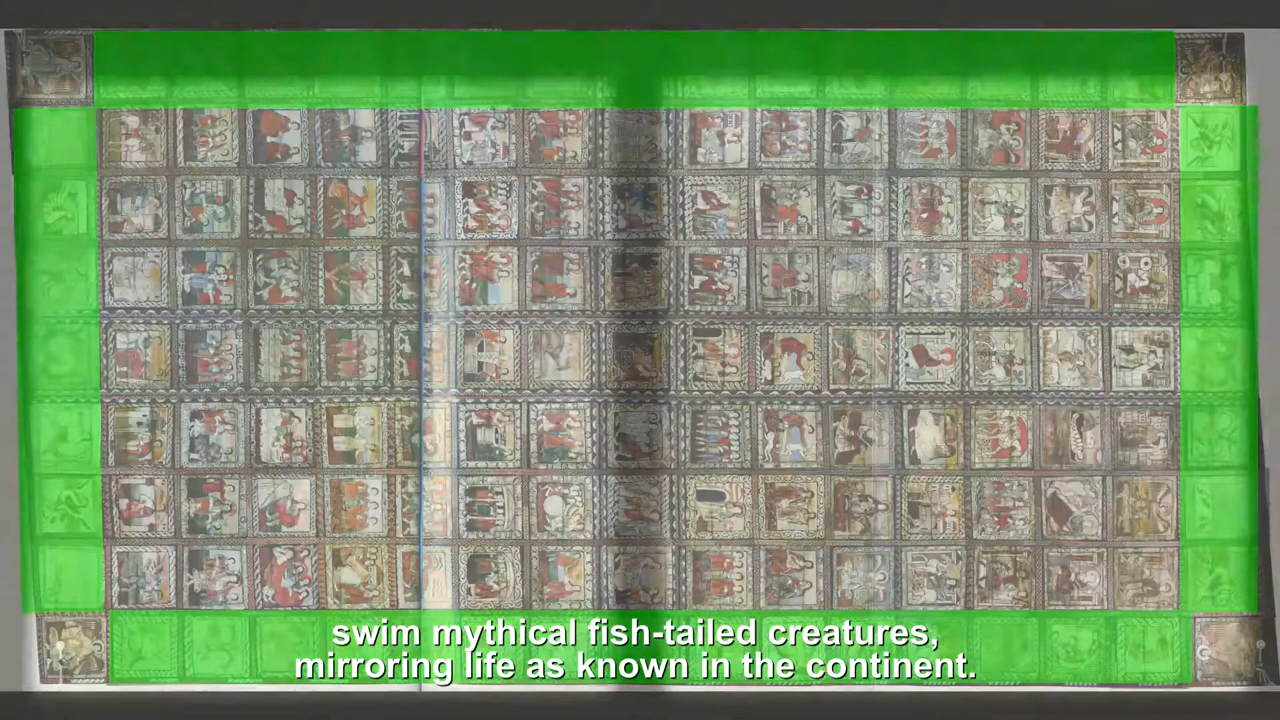 swim mythical fish-tailed creatures,
mirroring life as known in the continent.